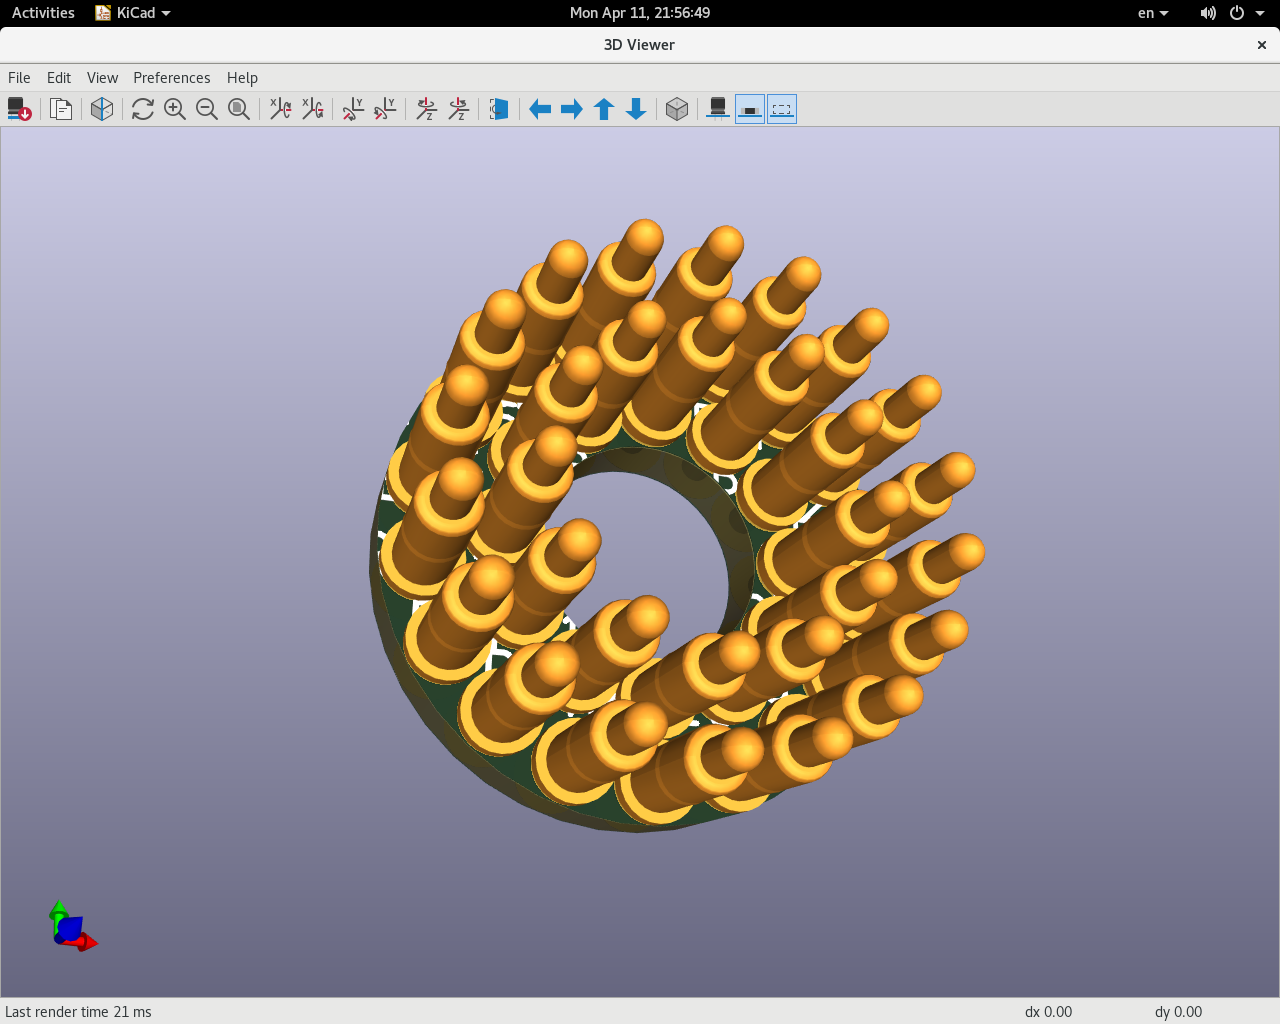 Activities KiCad Mon Apr 11, 21:56:49 en
3D Viewer
File Edit View Preferences Help
X X Y Y Z Z
Last render time 21 ms dx 0.00 dy 0.00